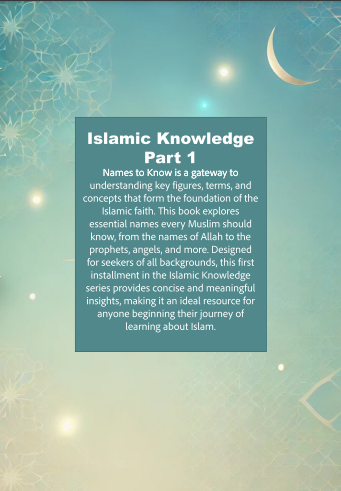 Islamic Knowledge
Part 1
Names to Know is a gateway to
understanding key figures, terms, and
concepts that form the foundation of the
Islamic faith. This book explores
essential names every Muslim should
know, from the names of Allah to the
prophets, angels, and more. Designed
for seekers of all backgrounds, this first
installment in the Islamic Knowledge
series provides concise and meaningful
insights, making it an ideal resource for
anyone beginning their journey of
learning about Islam.